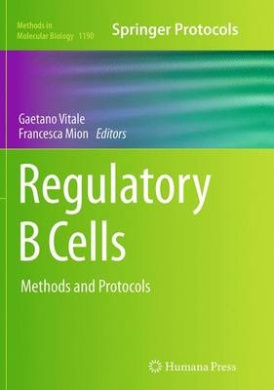 Methods in
Molecular Biology 1190
Springer Protocols
Gaetano Vitale
Francesca Mion Editors
Regulatory
B Cells
Methods and Protocols
Humana Press